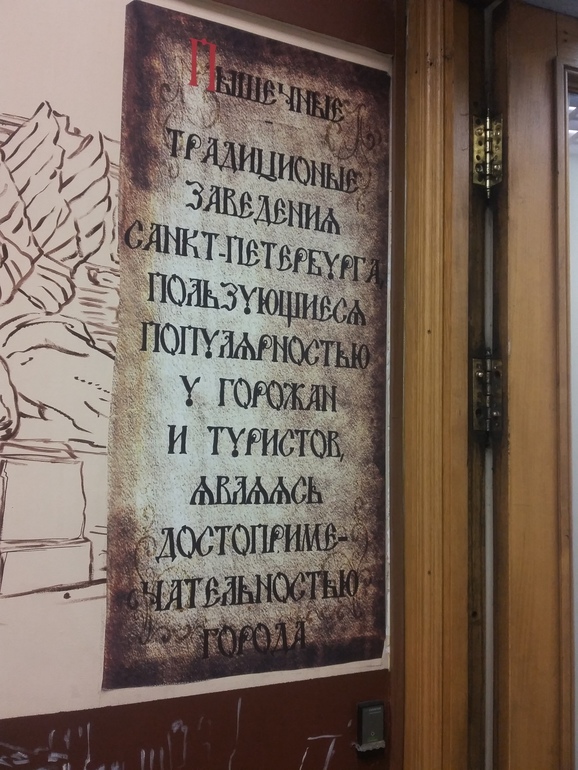 Пышечные
-
ТРАДИЦИОНЫЕ
ЗАВЕДЕНИЯ
САНКТ-ПЕТЕРБУРГА,
ПОЛЬЗУЮЩИЕСЯ
ПОПУЛЯРНОСТЬЮ
У ГОРОЖАН
И ТУРИСТОВ,
ЯВЛЯЯСЬ
ДОСТОПРИМЕ-
ЧАТЕЛЬНОСТЬЮ
ГОРОДА